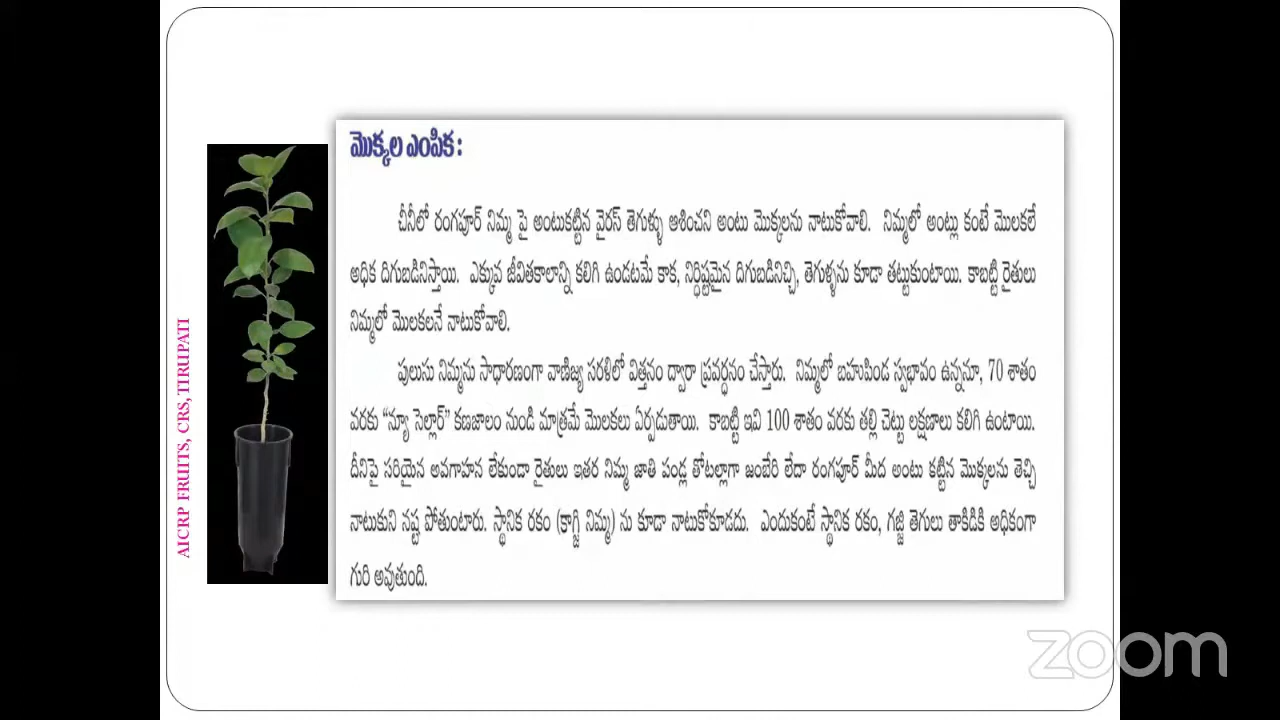 మొక్కల ఎంపిక :
చీనీలో రంగపూర్ నిమ్మ పై అంటుకట్టిన వైరస్ తెగుళ్ళు ఆశించని అంటు మొక్కలను నాటుకోవాలి. నిమ్మలో అంట్లు కంటే మొలకలే
అధిక దిగుబడినిస్తాయి. ఎక్కువ జీవితకాలాన్ని కలిగి ఉండటమే కాక, నిర్ధిష్టమైన దిగుబడినిచ్చి, తెగుళ్ళను కూడా తట్టుకుంటాయి. కాబట్టి రైతులు
నిమ్మలో మొలకలనే నాటుకోవాలి.
పులుసు నిమ్మను సాధారణంగా వాణిజ్య సరళిలో విత్తనం ద్వారా ప్రవర్ధనం చేస్తారు. నిమ్మలో బహుపిండ స్వభావం ఉన్ననూ, 70 శాతం
వరకు "న్యూ సెల్లార్" కణజాలం నుండి మాత్రమే మొలకలు ఏర్పడుతాయి. కాబట్టి ఇవి 100 శాతం వరకు తల్లి చెట్టు లక్షణాలు కలిగి ఉంటాయి.
దీనిపై సరియైన అవగాహన లేకుండా రైతులు ఇతర నిమ్మ జాతి పండ్ల తోటల్లాగా జంబేరి లేదా రంగపూర్ మీద అంటు కట్టిన మొక్కలను తెచ్చి
నాటుకుని నష్ట పోతుంటారు. స్థానిక రకం (కాగ్జి నిమ్మ) ను కూడా నాటుకోకూడదు. ఎందుకంటే స్థానిక రకం, గజ్జి తెగులు తాకిడికి అధికంగా
గురి అవుతుంది.
AICRP FRUITS, CRS, TIRUPATI
zoom